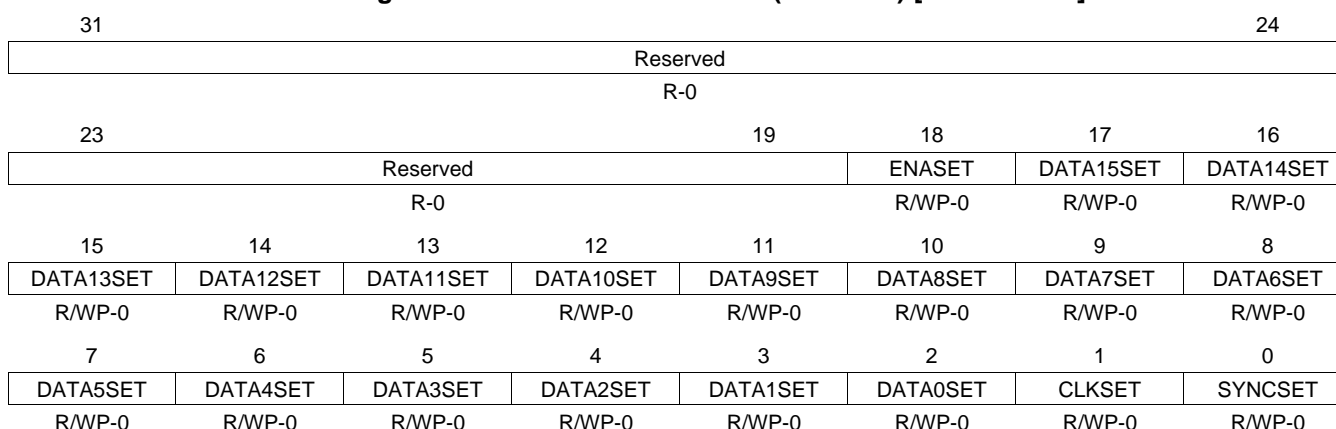 31 24
Reserved
R-0
23 19 18 17 16
Reserved ENASET DATA15SET DATA14SET
R-0 R/WP-0 R/WP-0 R/WP-0
15 14 13 12 11 10 9 8
DATA13SET DATA12SET DATA11SET DATA10SET DATA9SET DATA8SET DATA7SET DATA6SET
R/WP-0 R/WP-0 R/WP-0 R/WP-0 R/WP-0 R/WP-0 R/WP-0 R/WP-0
7 6 5 4 3 2 1 0
DATA5SET DATA4SET DATA3SET DATA2SET DATA1SET DATA0SET CLKSET SYNCSET
R/WP-0 R/WP-0 R/WP-0 R/WP-0 R/WP-0 R/WP-0 R/WP-0 R/WP-0